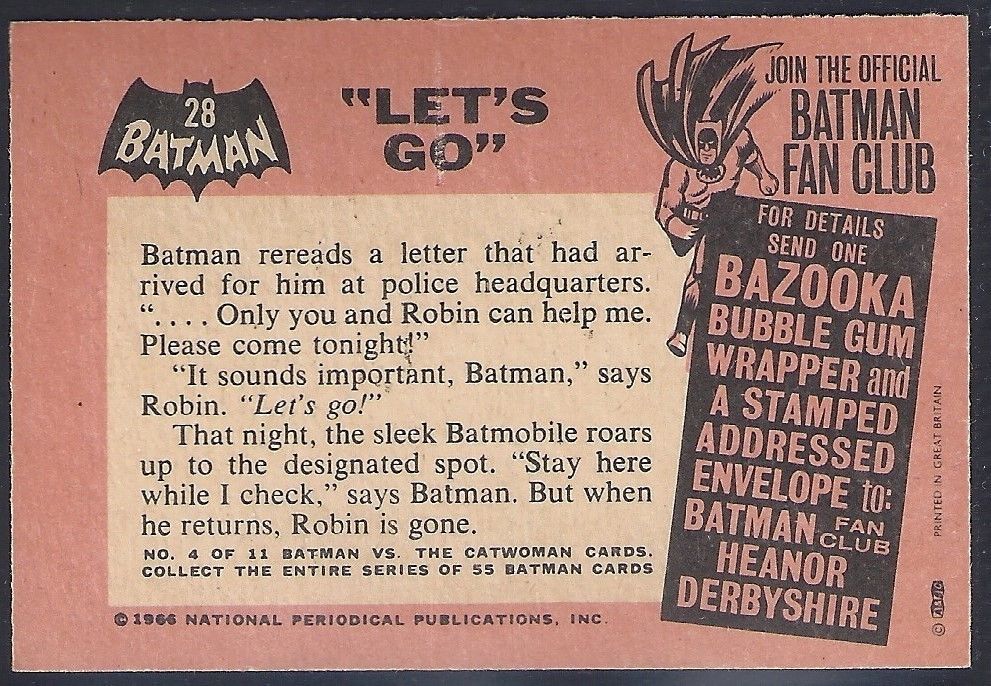 28
BATMAN
"LET'S
GO"
Batman rereads a letter that had ar-
rived for him at police headquarters.
“. . . . Only you and Robin can help me.
Please come tonight!”
“It sounds important, Batman,” says
Robin. “Let's go!”
That night, the sleek Batmobile roars
up to the designated spot. “Stay here
while I check,” says Batman. But when
he returns, Robin is gone.
NO. 4 OF 11 BATMAN VS. THE CATWOMAN CARDS.
COLLECT THE ENTIRE SERIES OF 55 BATMAN CARDS
© 1966 NATIONAL PERIODICAL PUBLICATIONS, INC.
JOIN THE OFFICIAL
BATMAN
FAN CLUB
FOR DETAILS
SEND ONE
BAZOOKA
BUBBLE GUM
WRAPPER and
A STAMPED
ADDRESSED
ENVELOPE to:
BATMAN FAN CLUB
HEANOR
DERBYSHIRE
PRINTED IN GREAT BRITAIN
©